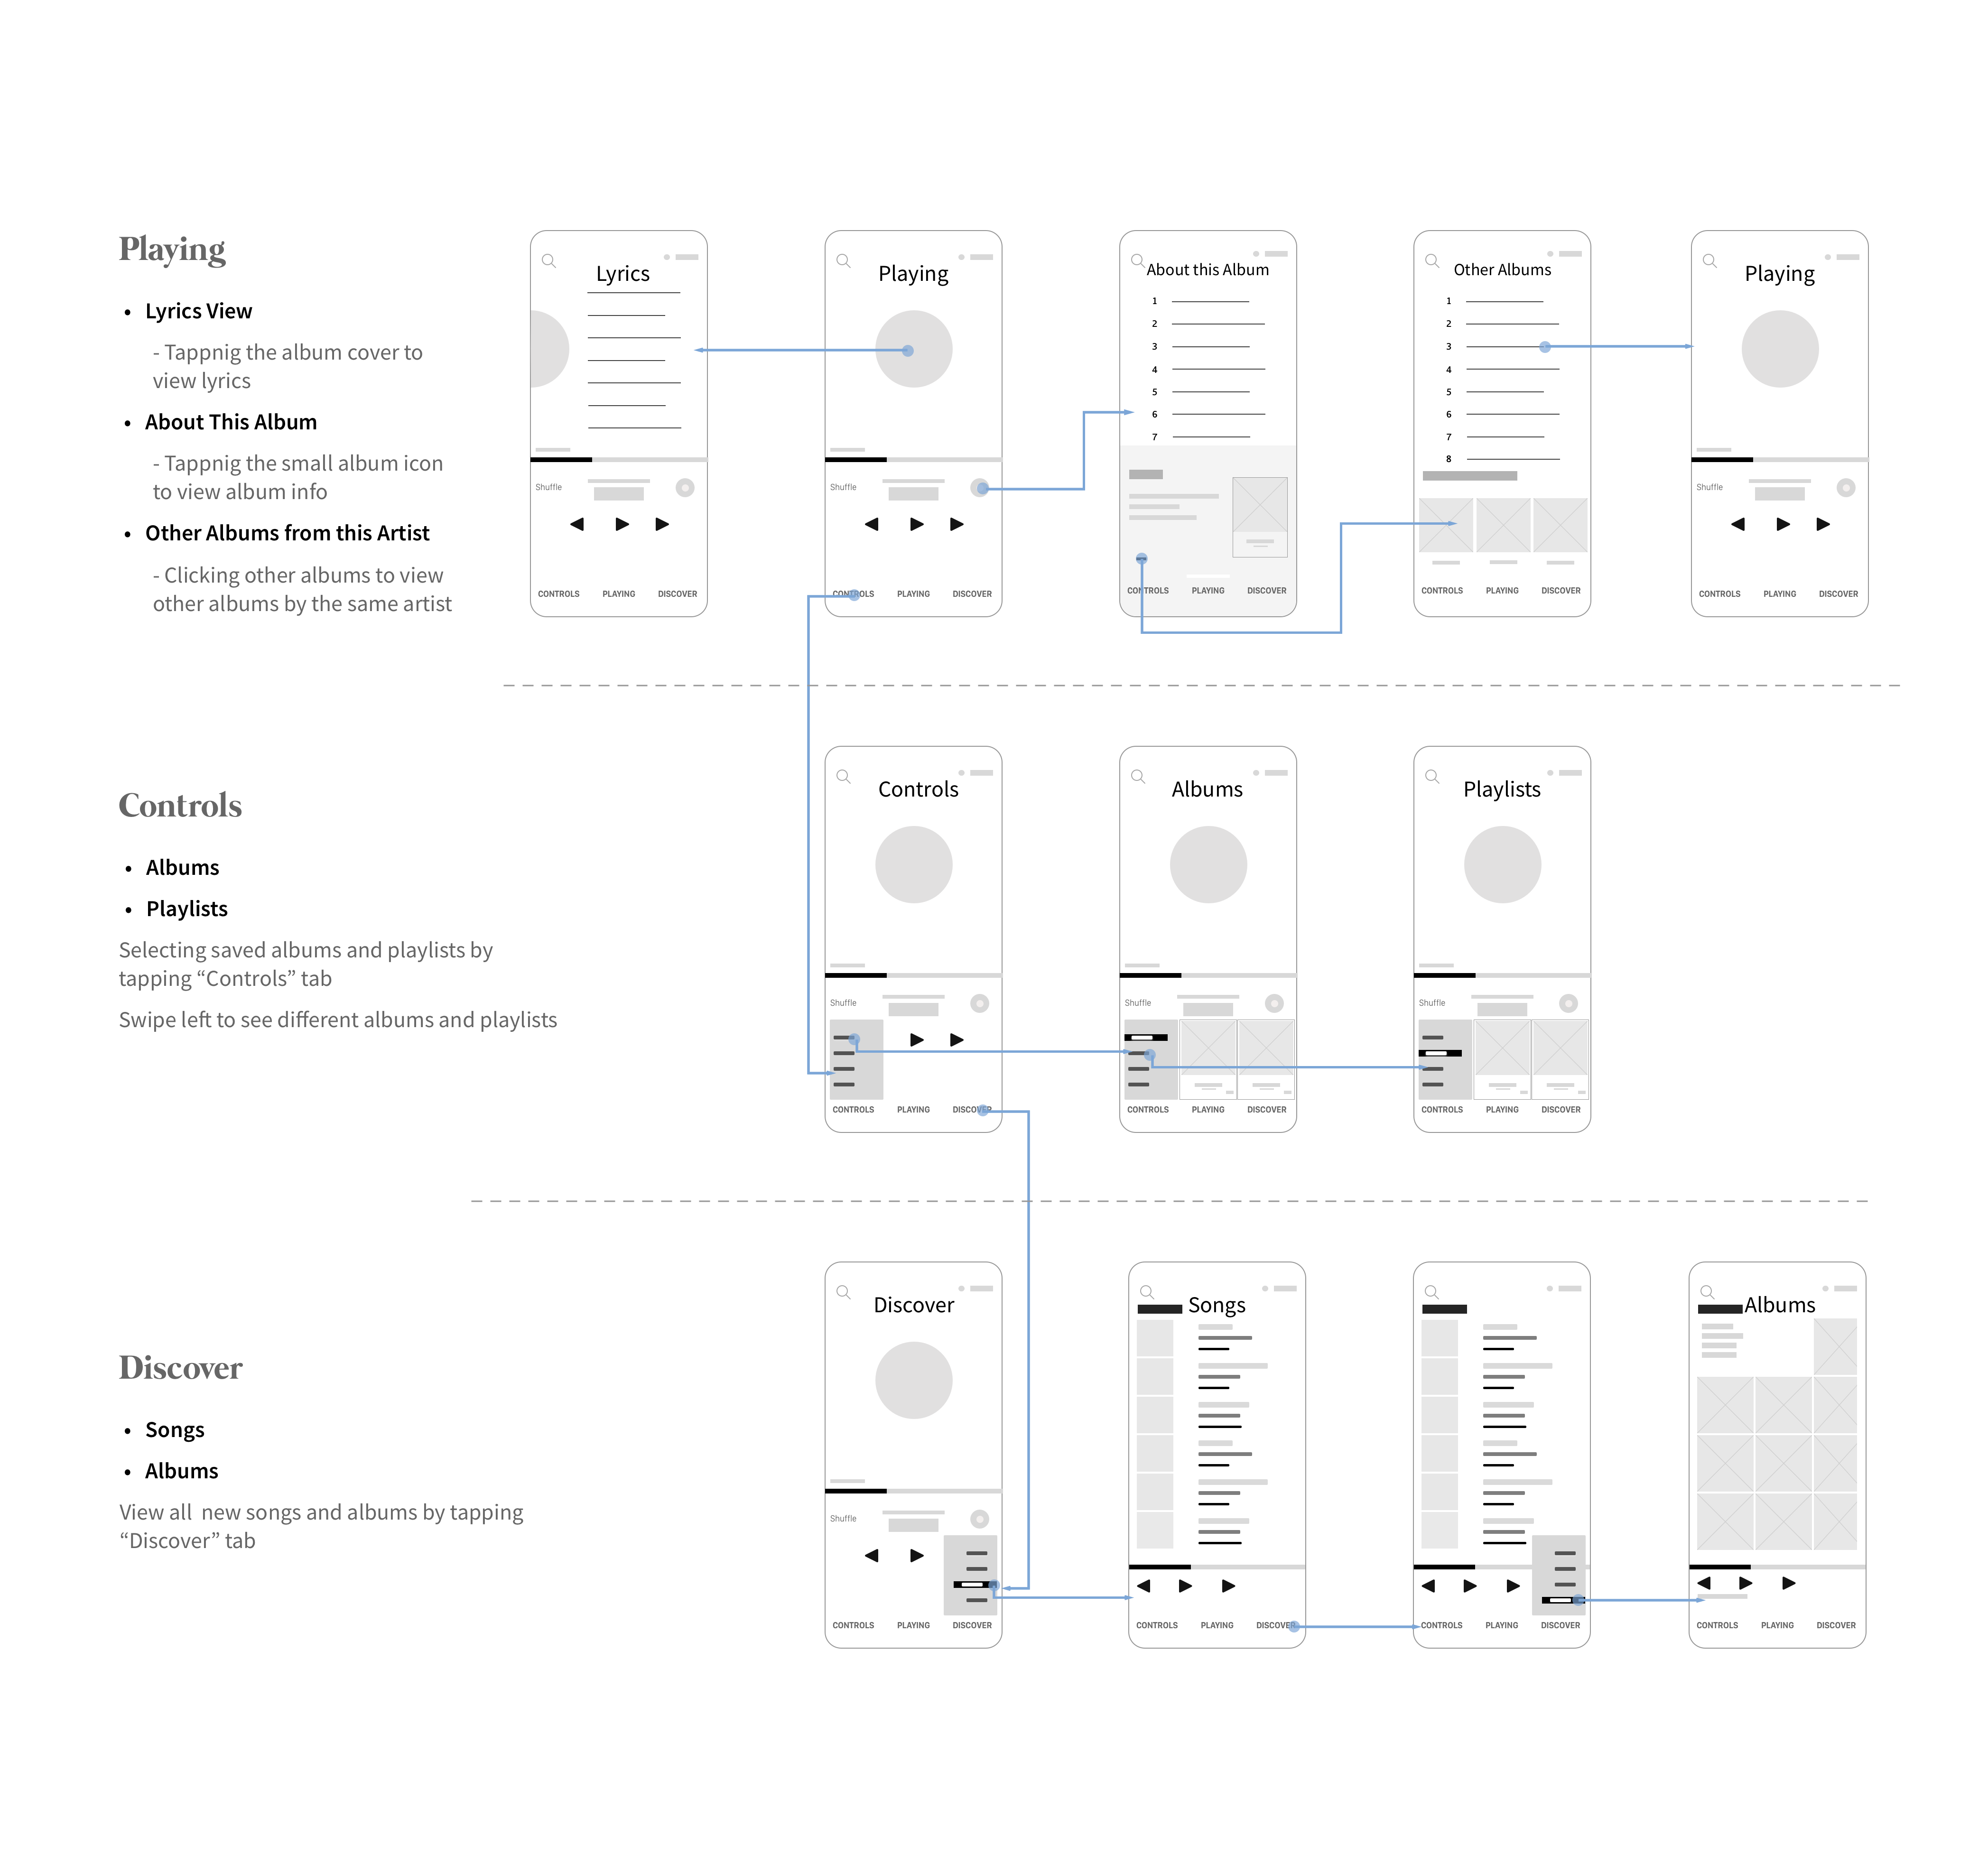 Playing
• Lyrics View
- Tappnig the album cover to
view lyrics
• About This Album
- Tappnig the small album icon
to view album info
• Other Albums from this Artist
- Clicking other albums to view
other albums by the same artist
Lyrics
Shuffle
CONTROLS PLAYING DISCOVER
Playing
Shuffle
CONTROLS PLAYING DISCOVER
About this Album
1
2
3
4
5
6
7
CONTROLS PLAYING DISCOVER
Other Albums
1
2
3
4
5
6
7
8
CONTROLS PLAYING DISCOVER
Playing
Shuffle
CONTROLS PLAYING DISCOVER
Controls
• Albums
• Playlists
Selecting saved albums and playlists by
tapping “Controls” tab
Swipe left to see different albums and playlists
Controls
Shuffle
CONTROLS PLAYING DISCOVER
Albums
Shuffle
CONTROLS PLAYING DISCOVER
Playlists
Shuffle
CONTROLS PLAYING DISCOVER
Discover
• Songs
• Albums
View all new songs and albums by tapping
“Discover” tab
Discover
Shuffle
CONTROLS PLAYING DISCOVER
Songs
CONTROLS PLAYING DISCOVER
CONTROLS PLAYING DISCOVER
Albums
CONTROLS PLAYING DISCOVER